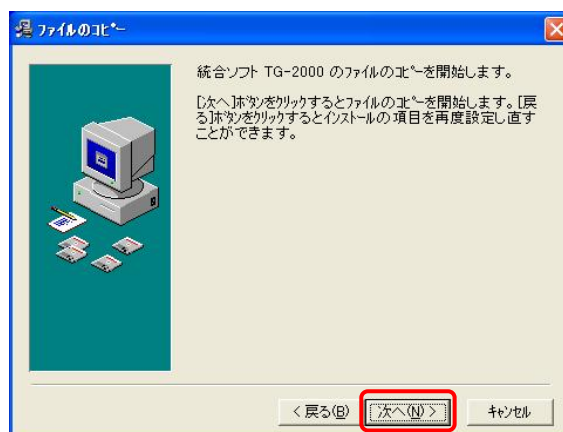 ﾌｧｲﾙのｺﾋﾟｰ
統合ソフト TG-2000 のﾌｧｲﾙのｺﾋﾟｰを開始します。
[次へ]ﾎﾞﾀﾝをｸﾘｯｸするとﾌｧｲﾙのｺﾋﾟｰを開始します。[戻
る]ﾎﾞﾀﾝをｸﾘｯｸするとｲﾝｽﾄｰﾙの項目を再度設定し直す
ことができます。
< 戻る(B)
次へ(N) >
ｷｬﾝｾﾙ